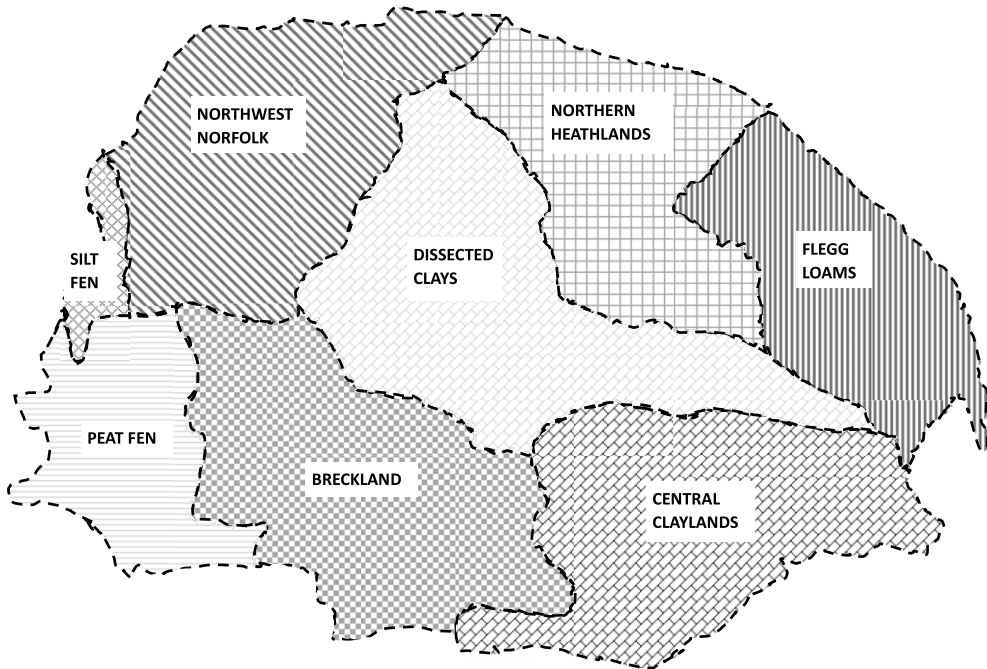 NORTHWEST
NORFOLK
NORTHERN
HEATHLANDS
SILT
FEN
DISSECTED
CLAYS
FLEGG
LOAMS
PEAT FEN
BRECKLAND
CENTRAL
CLAYLANDS